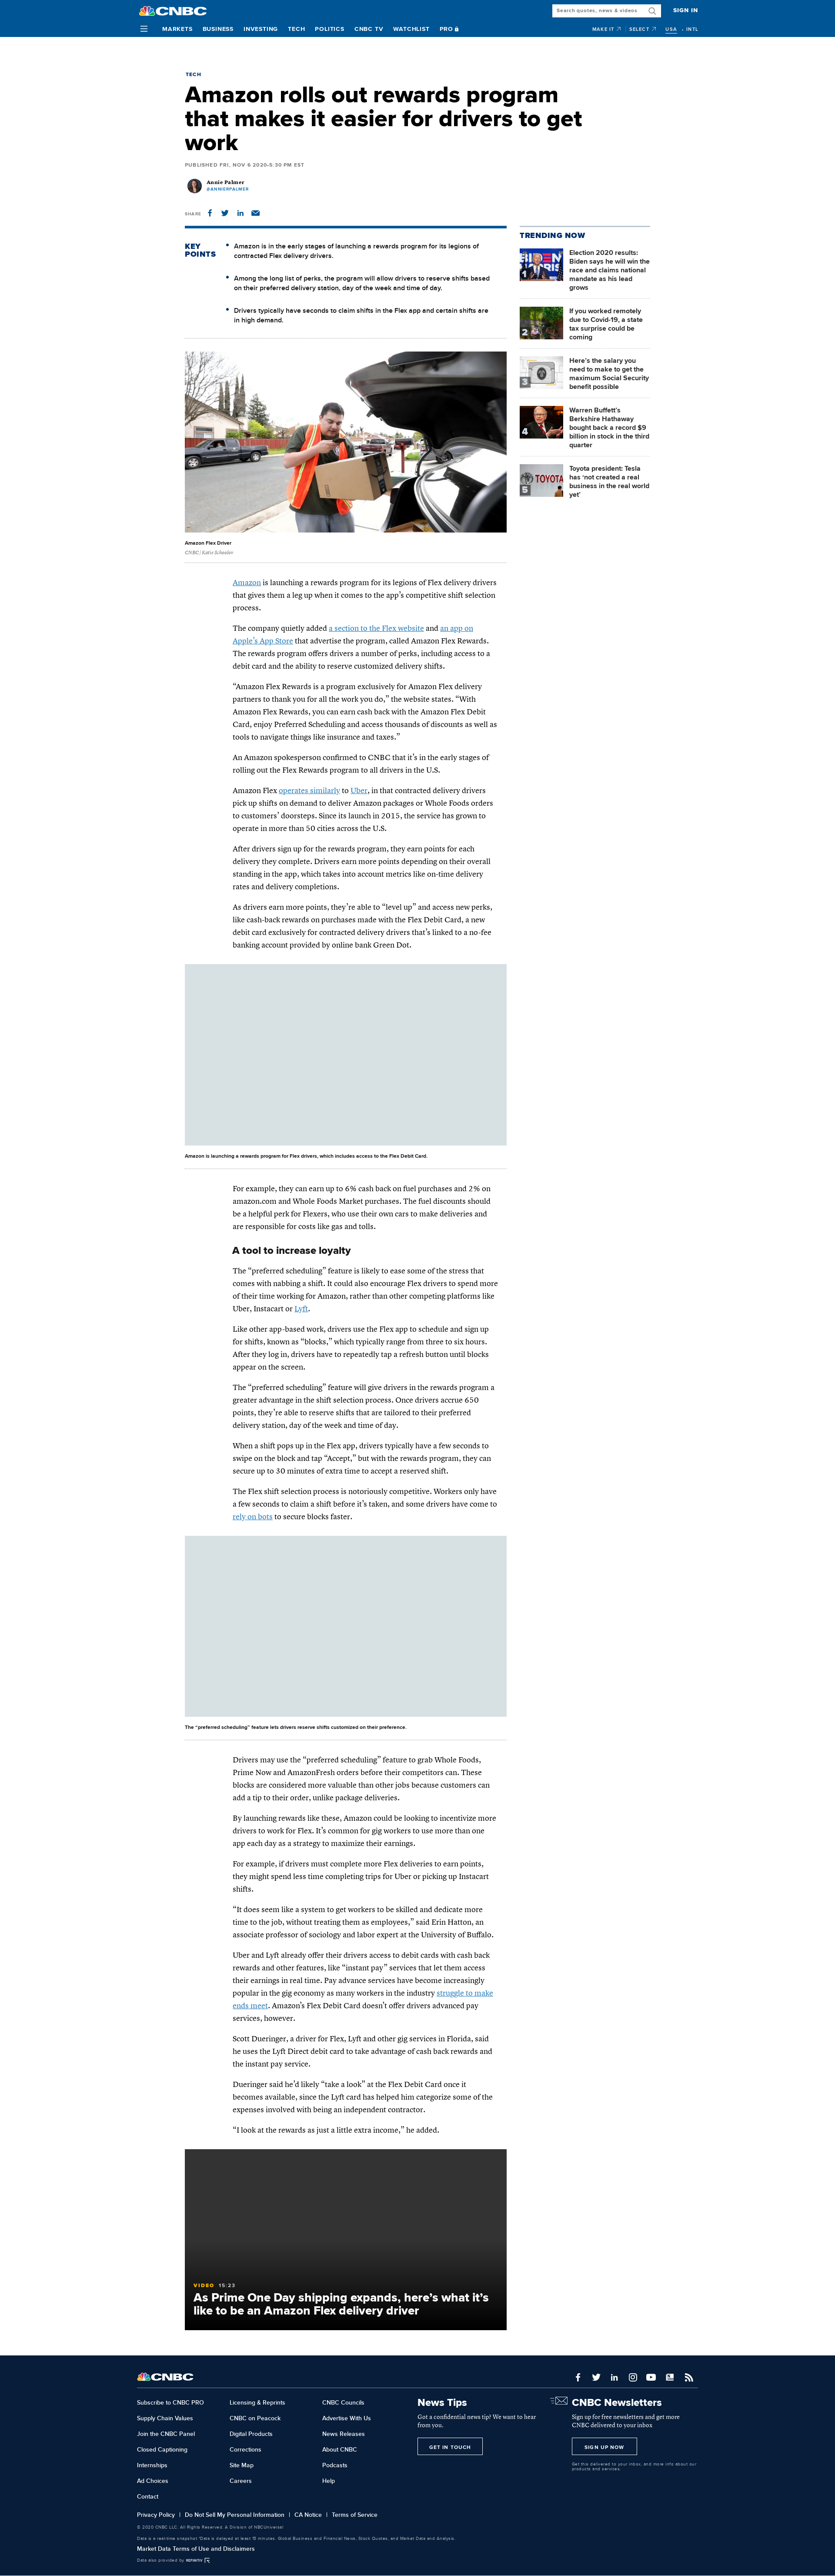 CNBC
Search quotes, news & videos
SIGN IN
MARKETS BUSINESS INVESTING TECH POLITICS CNBC TV WATCHLIST PRO
MAKE IT SELECT USA INTL
TECH
Amazon rolls out rewards program
that makes it easier for drivers to get
work
PUBLISHED FRI, NOV 6 2020 5:30 PM EST
Annie Palmer
@ANNIERPALMER
SHARE
KEY
POINTS
Amazon is in the early stages of launching a rewards program for its legions of
contracted Flex delivery drivers.
Among the long list of perks, the program will allow drivers to reserve shifts based
on their preferred delivery station, day of the week and time of day.
Drivers typically have seconds to claim shifts in the Flex app and certain shifts are
in high demand.
TRENDING NOW
1
Election 2020 results:
Biden says he will win the
race and claims national
mandate as his lead
grows
2
If you worked remotely
due to Covid-19, a state
tax surprise could be
coming
3
Here's the salary you
need to make to get the
maximum Social Security
benefit possible
4
Warren Buffett's
Berkshire Hathaway
bought back a record $9
billion in stock in the third
quarter
TOYOTA
5
Toyota president: Tesla
has 'not created a real
business in the real world
yet'
Amazon Flex Driver
CNBC | Katie Schoolov
Amazon is launching a rewards program for its legions of Flex delivery drivers
that gives them a leg up when it comes to the app's competitive shift selection
process.
The company quietly added a section to the Flex website and an app on
Apple's App Store that advertise the program, called Amazon Flex Rewards.
The rewards program offers drivers a number of perks, including access to a
debit card and the ability to reserve customized delivery shifts.
“Amazon Flex Rewards is a program exclusively for Amazon Flex delivery
partners to thank you for all the work you do,” the website states. “With
Amazon Flex Rewards, you can earn cash back with the Amazon Flex Debit
Card, enjoy Preferred Scheduling and access thousands of discounts as well as
tools to navigate things like insurance and taxes.”
An Amazon spokesperson confirmed to CNBC that it's in the early stages of
rolling out the Flex Rewards program to all drivers in the U.S.
Amazon Flex operates similarly to Uber, in that contracted delivery drivers
pick up shifts on demand to deliver Amazon packages or Whole Foods orders
to customers' doorsteps. Since its launch in 2015, the service has grown to
operate in more than 50 cities across the U.S.
After drivers sign up for the rewards program, they earn points for each
delivery they complete. Drivers earn more points depending on their overall
standing in the app, which takes into account metrics like on-time delivery
rates and delivery completions.
As drivers earn more points, they're able to “level up” and access new perks,
like cash-back rewards on purchases made with the Flex Debit Card, a new
debit card exclusively for contracted delivery drivers that's linked to a no-fee
banking account provided by online bank Green Dot.
Amazon is launching a rewards program for Flex drivers, which includes access to the Flex Debit Card.
For example, they can earn up to 6% cash back on fuel purchases and 2% on
amazon.com and Whole Foods Market purchases. The fuel discounts should
be a helpful perk for Flexers, who use their own cars to make deliveries and
are responsible for costs like gas and tolls.
A tool to increase loyalty
The “preferred scheduling” feature is likely to ease some of the stress that
comes with nabbing a shift. It could also encourage Flex drivers to spend more
of their time working for Amazon, rather than other competing platforms like
Uber, Instacart or Lyft.
Like other app-based work, drivers use the Flex app to schedule and sign up
for shifts, known as “blocks,” which typically range from three to six hours.
After they log in, drivers have to repeatedly tap a refresh button until blocks
appear on the screen.
The “preferred scheduling” feature will give drivers in the rewards program a
greater advantage in the shift selection process. Once drivers accrue 650
points, they're able to reserve shifts that are tailored to their preferred
delivery station, day of the week and time of day.
When a shift pops up in the Flex app, drivers typically have a few seconds to
swipe on the block and tap “Accept,” but with the rewards program, they can
secure up to 30 minutes of extra time to accept a reserved shift.
The Flex shift selection process is notoriously competitive. Workers only have
a few seconds to claim a shift before it's taken, and some drivers have come to
rely on bots to secure blocks faster.
The “preferred scheduling” feature lets drivers reserve shifts customized on their preference.
Drivers may use the “preferred scheduling” feature to grab Whole Foods,
Prime Now and AmazonFresh orders before their competitors can. These
blocks are considered more valuable than other jobs because customers can
add a tip to their order, unlike package deliveries.
By launching rewards like these, Amazon could be looking to incentivize more
drivers to work for Flex. It's common for gig workers to use more than one
app each day as a strategy to maximize their earnings.
For example, if drivers must complete more Flex deliveries to earn points,
they might spend less time completing trips for Uber or picking up Instacart
shifts.
“It does seem like a system to get workers to be skilled and dedicate more
time to the job, without treating them as employees,” said Erin Hatton, an
associate professor of sociology and labor expert at the University of Buffalo.
Uber and Lyft already offer their drivers access to debit cards with cash back
rewards and other features, like “instant pay” services that let them access
their earnings in real time. Pay advance services have become increasingly
popular in the gig economy as many workers in the industry struggle to make
ends meet. Amazon's Flex Debit Card doesn't offer drivers advanced pay
services, however.
Scott Dueringer, a driver for Flex, Lyft and other gig services in Florida, said
he uses the Lyft Direct debit card to take advantage of cash back rewards and
the instant pay service.
Dueringer said he'd likely “take a look” at the Flex Debit Card once it
becomes available, since the Lyft card has helped him categorize some of the
expenses involved with being an independent contractor.
“I look at the rewards as just a little extra income,” he added.
VIDEO 15:23
As Prime One Day shipping expands, here's what it's
like to be an Amazon Flex delivery driver
CNBC
Subscribe to CNBC PRO
Supply Chain Values
Join the CNBC Panel
Closed Captioning
Internships
Ad Choices
Contact
Licensing & Reprints
CNBC on Peacock
Digital Products
Corrections
Site Map
Careers
CNBC Councils
Advertise With Us
News Releases
About CNBC
Podcasts
Help
News Tips
Got a confidential news tip? We want to hear
from you.
GET IN TOUCH
CNBC Newsletters
Sign up for free newsletters and get more
CNBC delivered to your inbox
SIGN UP NOW
Get this delivered to your inbox, and more info about our
products and services.
Privacy Policy | Do Not Sell My Personal Information | CA Notice | Terms of Service
© 2020 CNBC LLC. All Rights Reserved. A Division of NBCUniversal
Data is a real-time snapshot *Data is delayed at least 15 minutes. Global Business and Financial News, Stock Quotes, and Market Data and Analysis.
Market Data Terms of Use and Disclaimers
Data also provided by REFINITIV